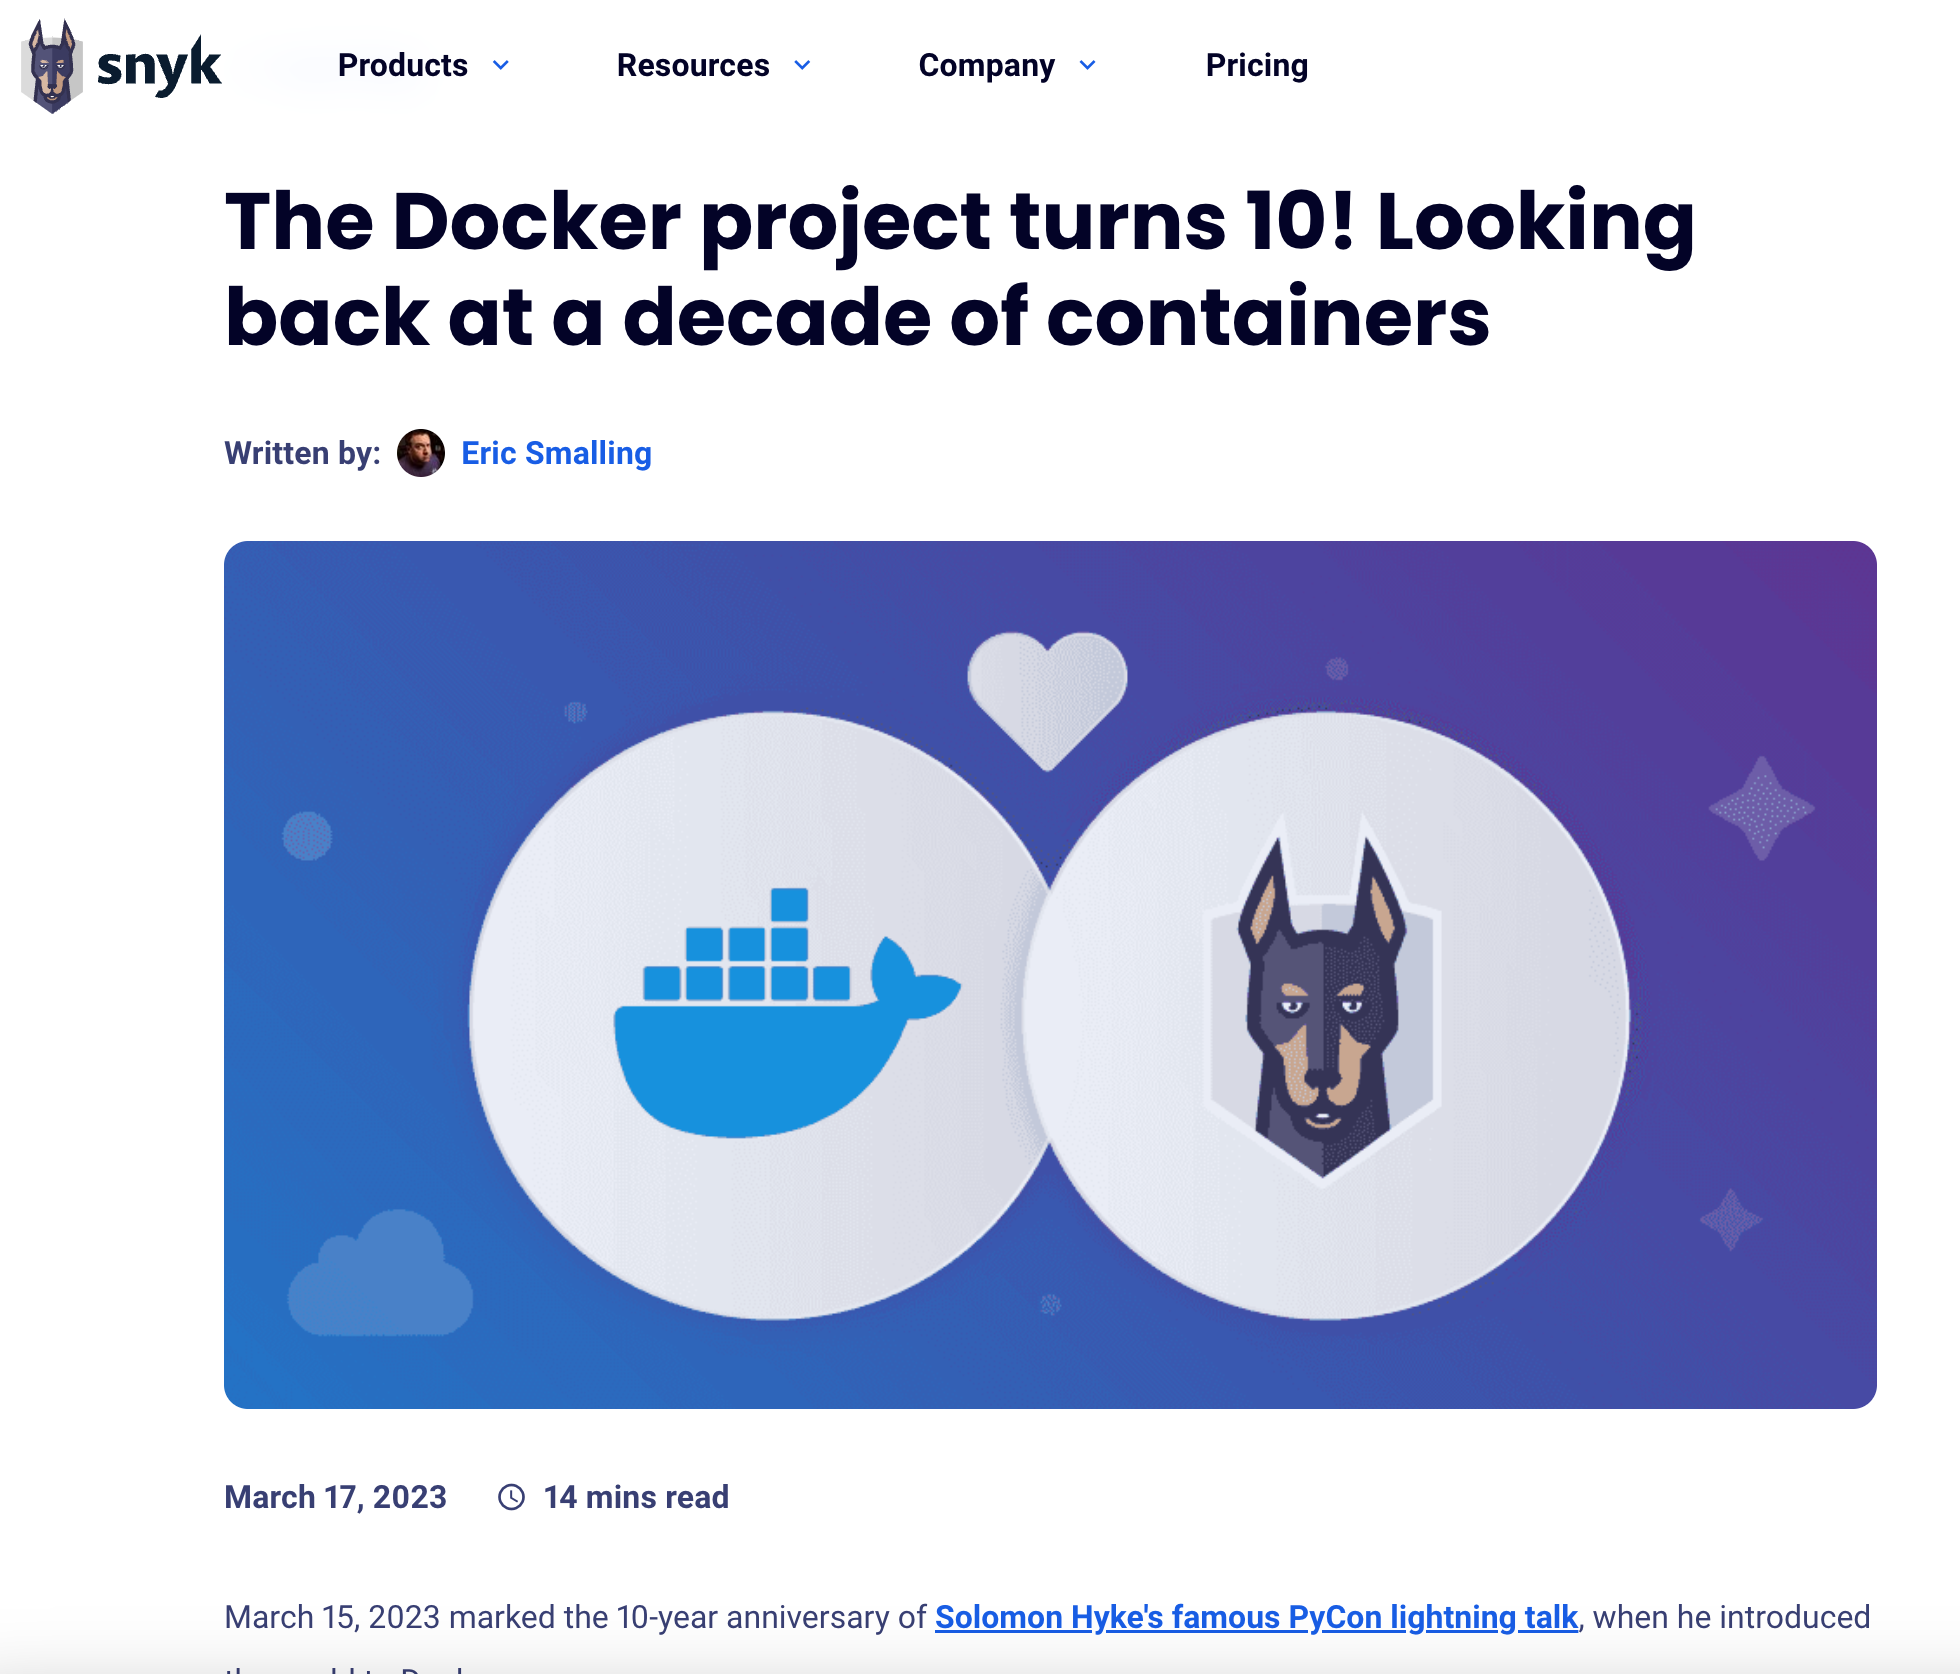 snyk
Products
Resources
Company
Pricing
The Docker project turns 10! Looking
back at a decade of containers
Written by: Eric Smalling
March 17, 2023 14 mins read
March 15, 2023 marked the 10-year anniversary of Solomon Hyke's famous PyCon lightning talk, when he introduced